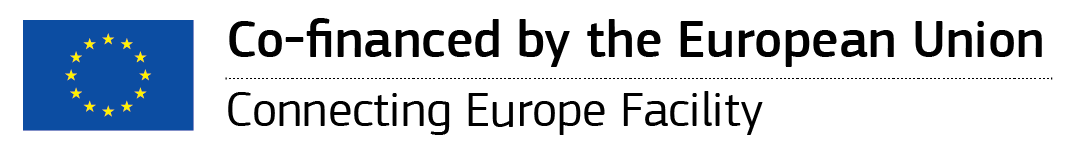 Co-financed by the European Union
Connecting Europe Facility